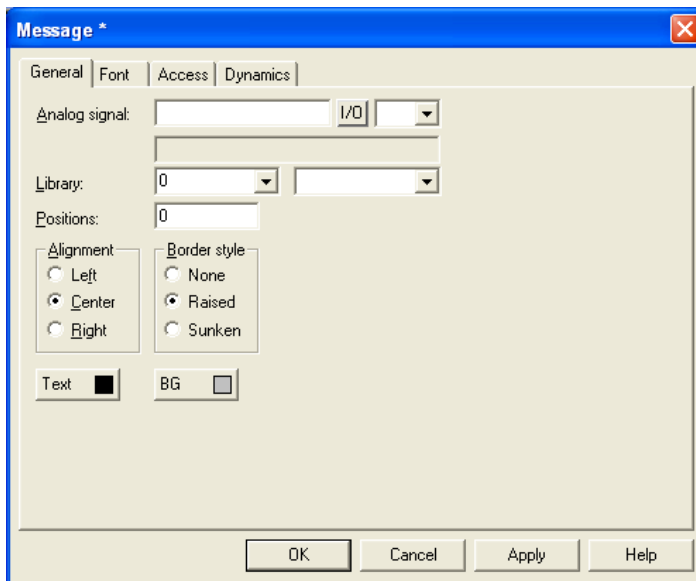 Message *
General Font Access Dynamics
Analog signal: I/O
Library: 0
Positions: 0
Alignment Border style
Left None
Center Raised
Right Sunken
Text BG
OK Cancel Apply Help